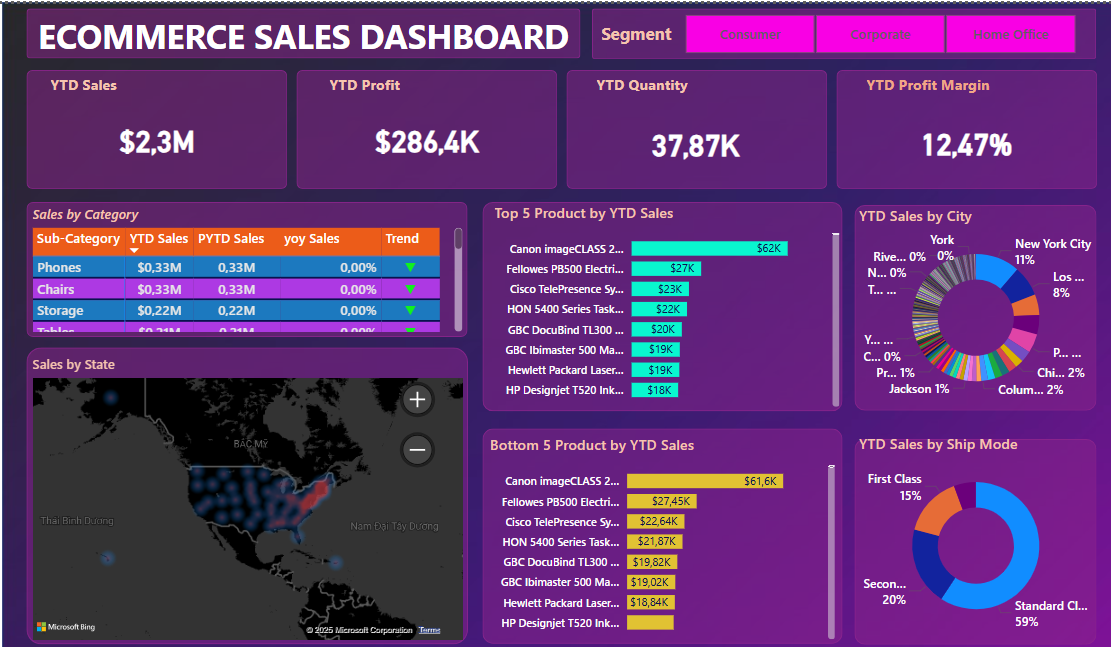 ECOMMERCE SALES DASHBOARD
Segment
Consumer
Corporate
Home Office
YTD Sales
$2,3M
YTD Profit
$286,4K
YTD Quantity
37,87K
YTD Profit Margin
12,47%
Sales by Category
Sub-Category YTD Sales PYTD Sales yoy Sales Trend
Phones $0,33M 0,33M 0,00%
Chairs $0,33M 0,33M 0,00%
Storage $0,22M 0,22M 0,00%
Tables $0,21M 0,21M 0,00%
Sales by State
BẮC MỸ
Thái Bình Dương
Nam Đại Tây Dương
Microsoft Bing
© 2025 Microsoft Corporation Terms
Top 5 Product by YTD Sales
Canon imageCLASS 2... $62K
Fellowes PB500 Electri... $27K
Cisco TelePresence Sy... $23K
HON 5400 Series Task... $22K
GBC DocuBind TL300 ... $20K
GBC Ibimaster 500 Ma... $19K
Hewlett Packard Laser... $19K
HP Designjet T520 Ink... $18K
Bottom 5 Product by YTD Sales
Canon imageCLASS 2... $61,6K
Fellowes PB500 Electri... $27,45K
Cisco TelePresence Sy... $22,64K
HON 5400 Series Task... $21,87K
GBC DocuBind TL300 ... $19,82K
GBC Ibimaster 500 Ma... $19,02K
Hewlett Packard Laser... $18,84K
HP Designjet T520 Ink...
YTD Sales by City
York
0%
New York City
11%
Rive... 0%
N... 0%
Los ...
8%
T... ...
Y... ...
C... 0%
P... ...
Pr... 1%
Chi... 2%
Jackson 1%
Colum... 2%
YTD Sales by Ship Mode
First Class
15%
Secon...
20%
Standard Cl...
59%